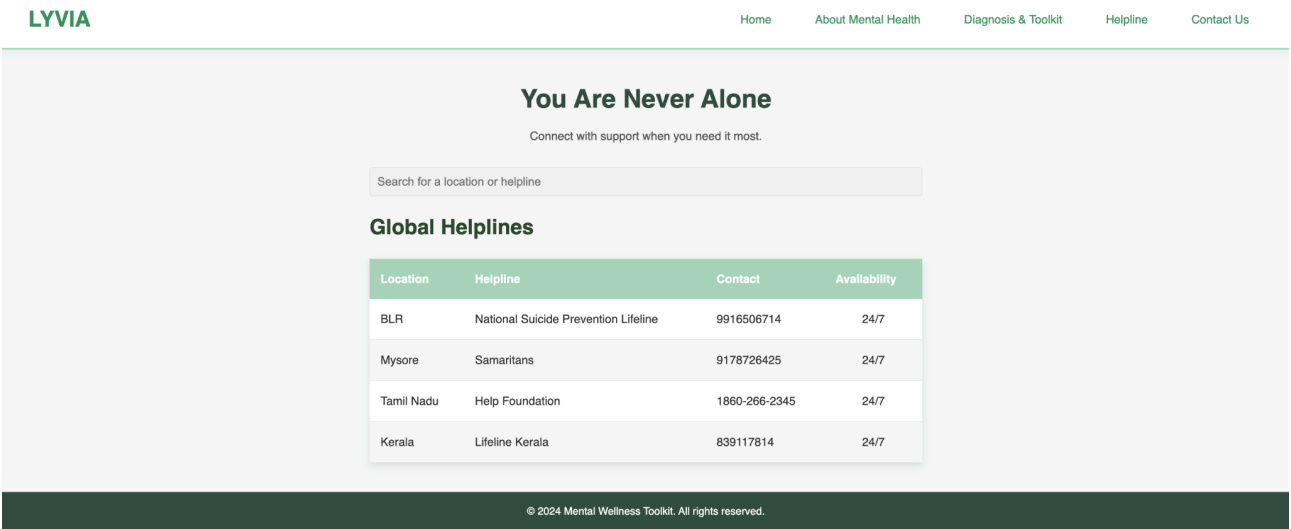 LYVIA
Home About Mental Health Diagnosis & Toolkit Helpline Contact Us
You Are Never Alone
Connect with support when you need it most.
Search for a location or helpline
Global Helplines
Location Helpline Contact Availability
BLR National Suicide Prevention Lifeline 9916506714 24/7
Mysore Samaritans 9178726425 24/7
Tamil Nadu Help Foundation 1860-266-2345 24/7
Kerala Lifeline Kerala 839117814 24/7
© 2024 Mental Wellness Toolkit. All rights reserved.